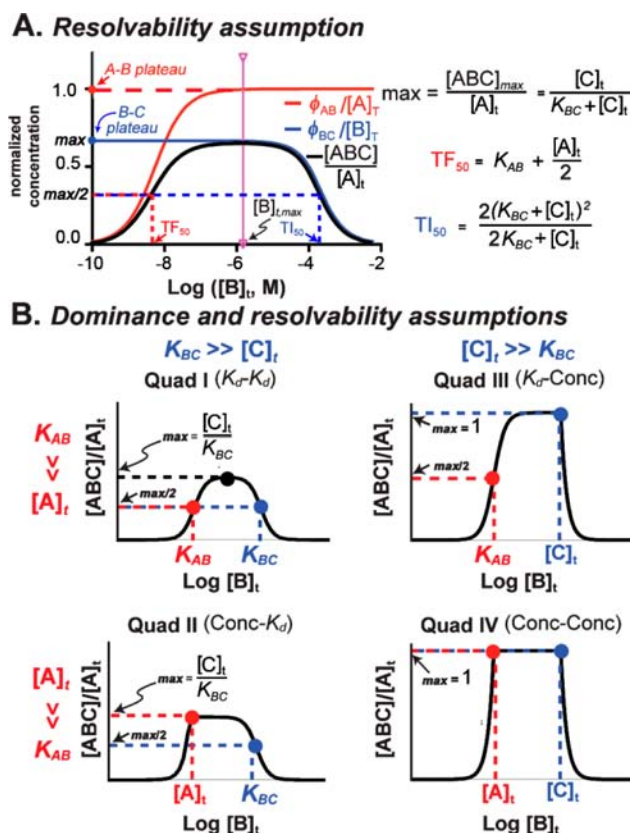 A. Resolvability assumption
A-B plateau
1.0
B-C plateau
max
0.5
max/2
0.0
normalized concentration
ϕAB/[A]T
ϕBC/[B]T
[ABC]
[A]t
[B]t,max
TF50
TI50
-10 -8 -6 -4 -2
Log ([B]t, M)
max = [ABC]max/[A]t = [C]t/KBC+[C]t
TF50 = KAB + [A]t/2
TI50 = 2(KBC+[C]t)²/2KBC+[C]t
B. Dominance and resolvability assumptions
KBC >> [C]t
[C]t >> KBC
Quad I (Kd-Kd)
Quad III (Kd-Conc)
KAB >> [A]t
[ABC]/[A]t
max = [C]t/KBC
max/2
KAB
KBC
Log [B]t
[ABC]/[A]t
max = 1
max/2
KAB
[C]t
Log [B]t
Quad II (Conc-Kd)
Quad IV (Conc-Conc)
[A]t >> KAB
[ABC]/[A]t
max = [C]t/KBC
max/2
[A]t
KBC
Log [B]t
[ABC]/[A]t
max = 1
[A]t
[C]t
Log [B]t